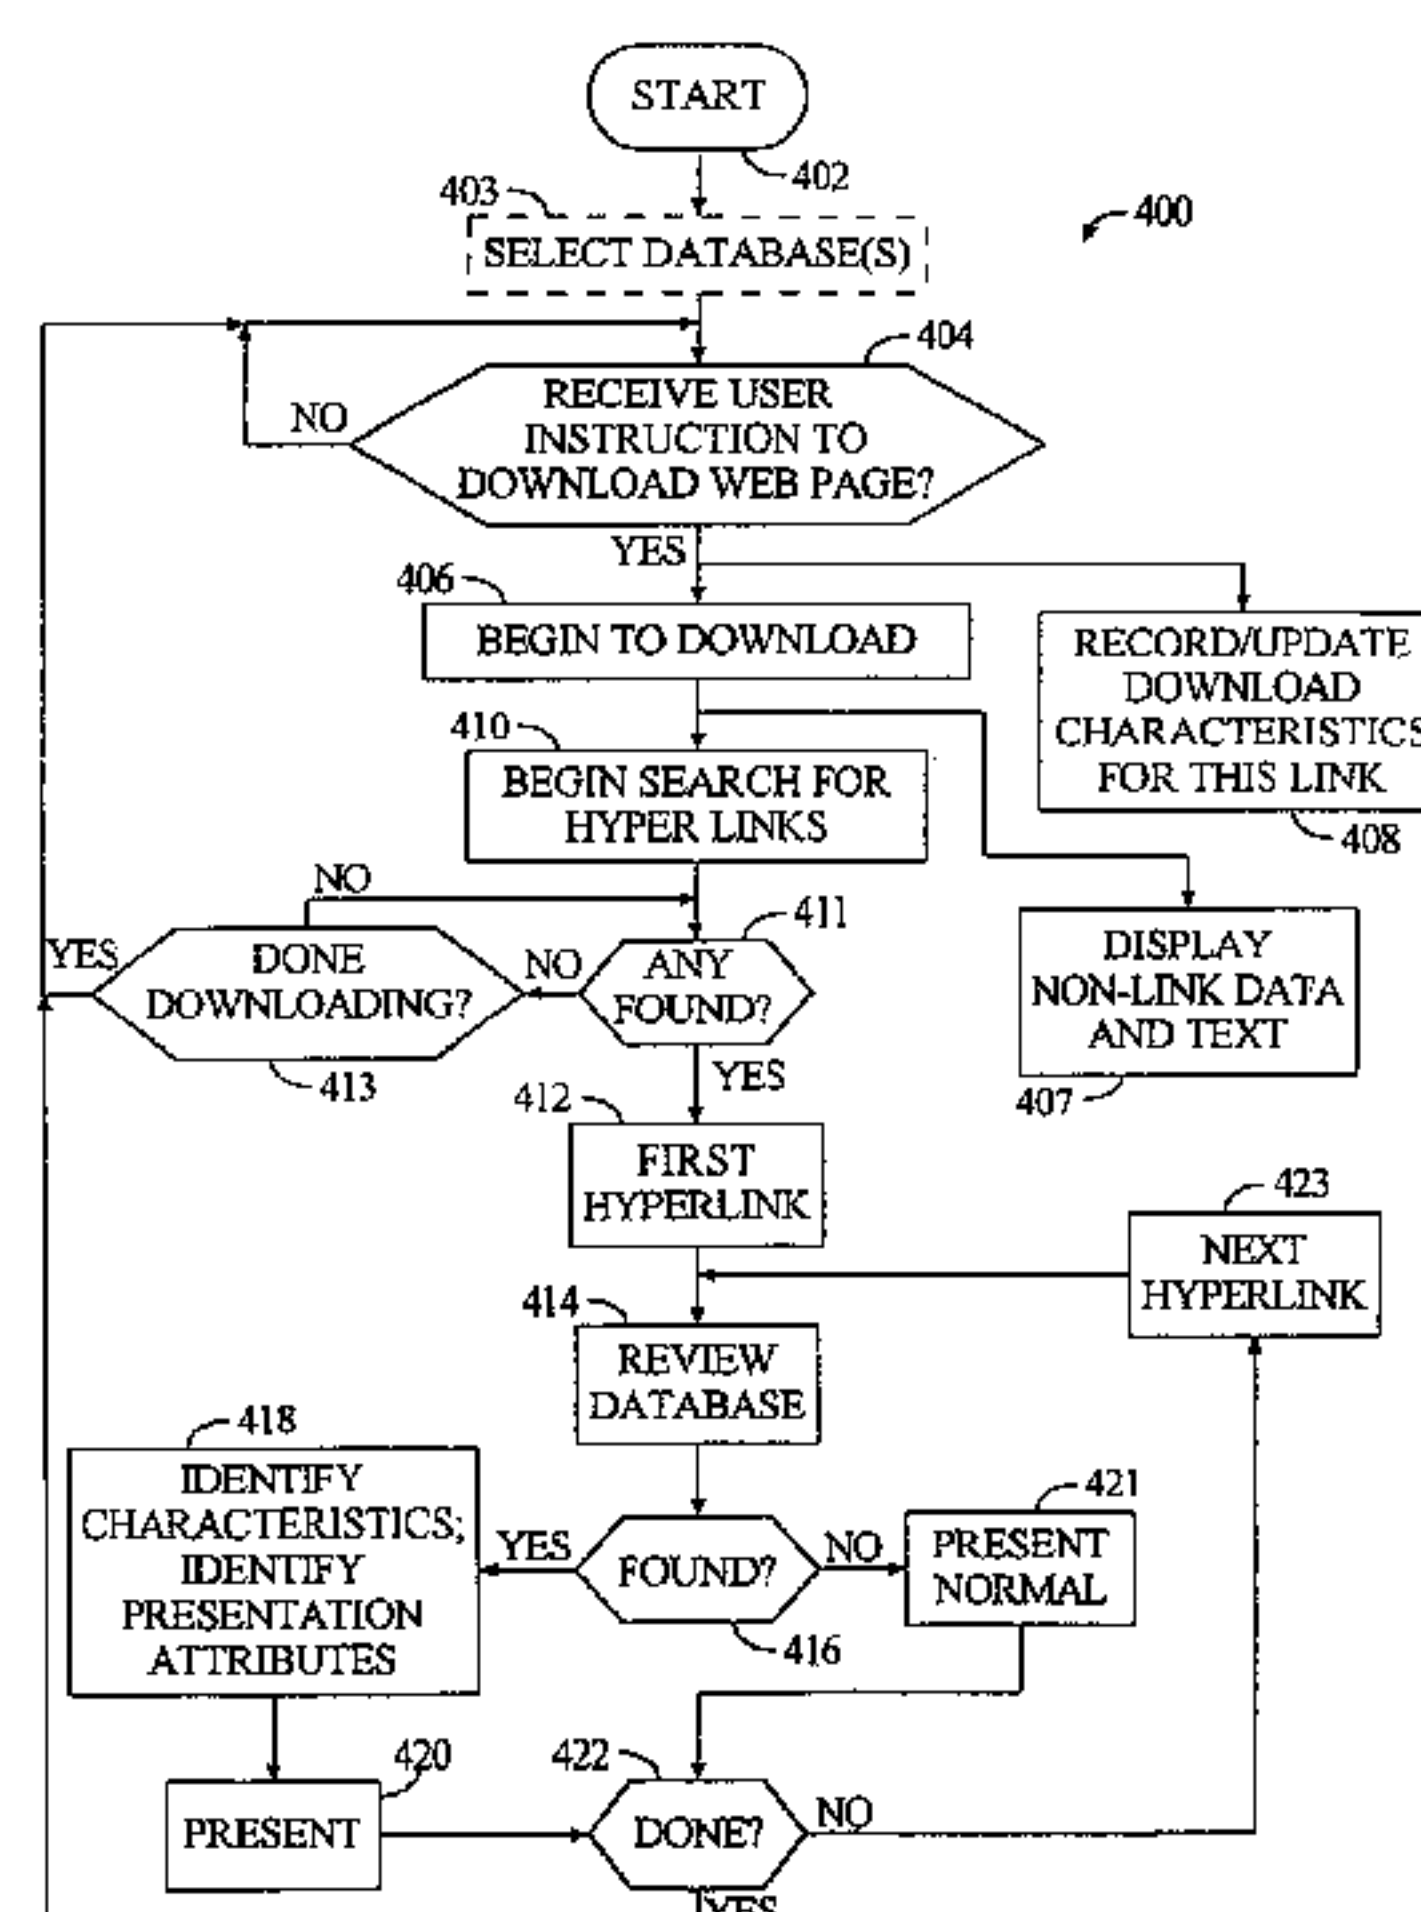 START
402
403
400
SELECT DATABASE(S)
404
RECEIVE USER
INSTRUCTION TO
DOWNLOAD WEB PAGE?
NO
YES
406
BEGIN TO DOWNLOAD
RECORD/UPDATE
DOWNLOAD
CHARACTERISTICS
FOR THIS LINK
408
410
BEGIN SEARCH FOR
HYPER LINKS
NO
411
YES
DONE
DOWNLOADING?
413
NO
ANY
FOUND?
YES
DISPLAY
NON-LINK DATA
AND TEXT
407
412
FIRST
HYPERLINK
423
NEXT
HYPERLINK
414
REVIEW
DATABASE
418
IDENTIFY
CHARACTERISTICS;
IDENTIFY
PRESENTATION
ATTRIBUTES
YES
FOUND?
416
NO
421
PRESENT
NORMAL
420
PRESENT
422
DONE?
NO
YES